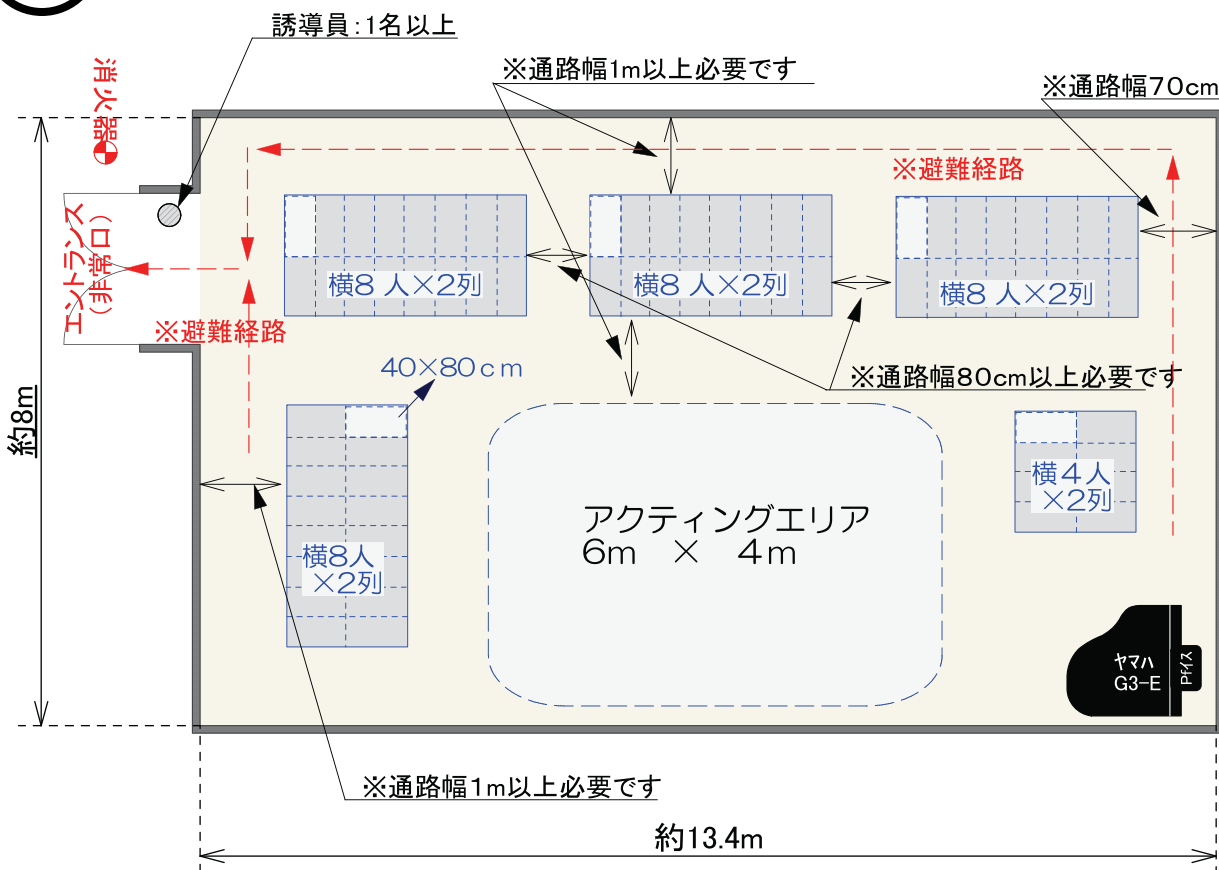 誘導員:1名以上
※通路幅1m以上必要です
※通路幅70cm
消火器
※避難経路
エントランス
(非常口)
横8 人×2列
横8 人×2列
横8 人×2列
※避難経路
40×80cm
※通路幅80cm以上必要です
約8m
横4人
×2列
アクティングエリア
6m × 4m
横8人
×2列
ヤマハ
G3-E
Pfイス
※通路幅1m以上必要です
約13.4m